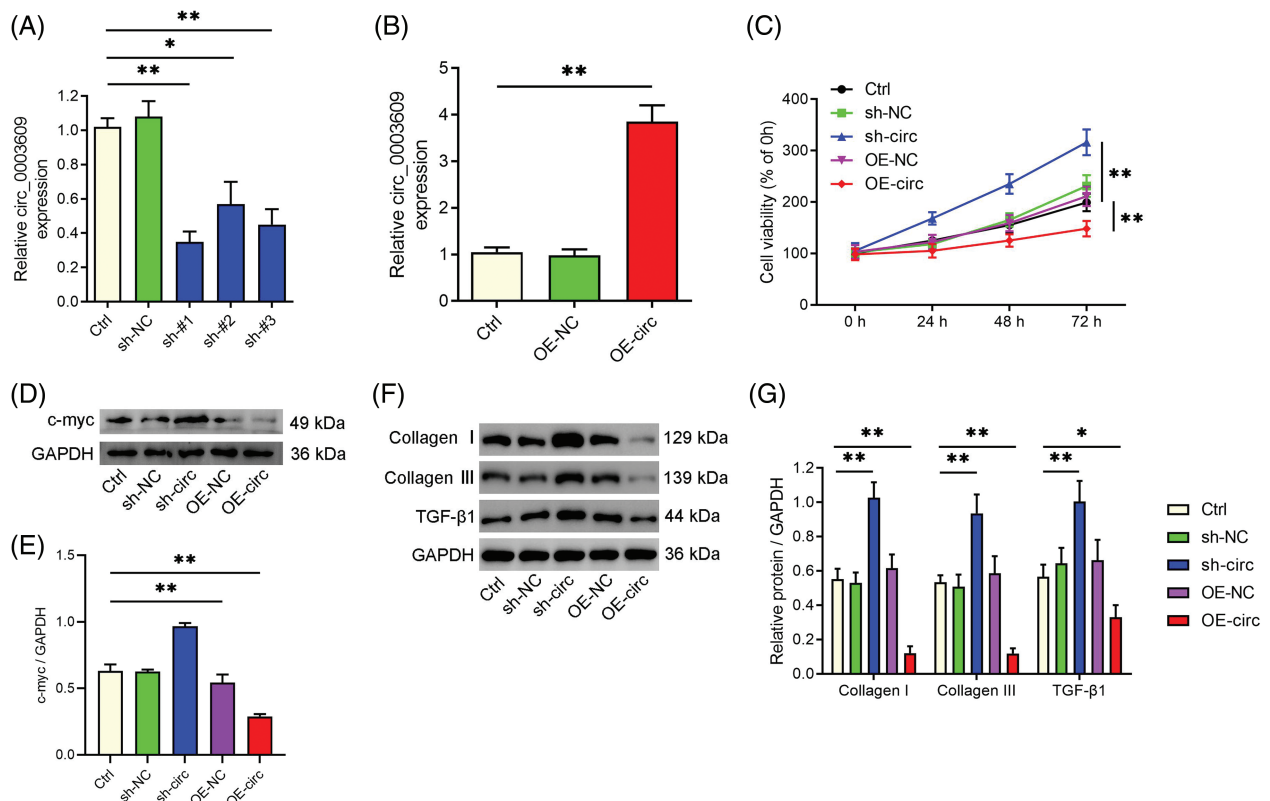 (A)
**
*
**
Relative circ_0003609
expression
1.2
1.0
0.8
0.6
0.4
0.2
0.0
Ctrl
sh-NC
sh-#1
sh-#2
sh-#3
(B)
**
Relative circ_0003609
expression
5
4
3
2
1
0
Ctrl
OE-NC
OE-circ
(C)
Ctrl
sh-NC
sh-circ
OE-NC
OE-circ
Cell viability (% of 0h)
400
300
200
100
0
0 h
24 h
48 h
72 h
**
**
(D)
c-myc
49 kDa
GAPDH
36 kDa
Ctrl
sh-NC
sh-circ
OE-NC
OE-circ
(E)
**
**
c-myc / GAPDH
1.5
1.0
0.5
0.0
Ctrl
sh-NC
sh-circ
OE-NC
OE-circ
(F)
Collagen I
129 kDa
Collagen III
139 kDa
TGF-β1
44 kDa
GAPDH
36 kDa
Ctrl
sh-NC
sh-circ
OE-NC
OE-circ
(G)
**
**
*
**
**
**
Relative protein / GAPDH
1.2
1.0
0.8
0.6
0.4
0.2
0.0
Collagen I
Collagen III
TGF-β1
Ctrl
sh-NC
sh-circ
OE-NC
OE-circ